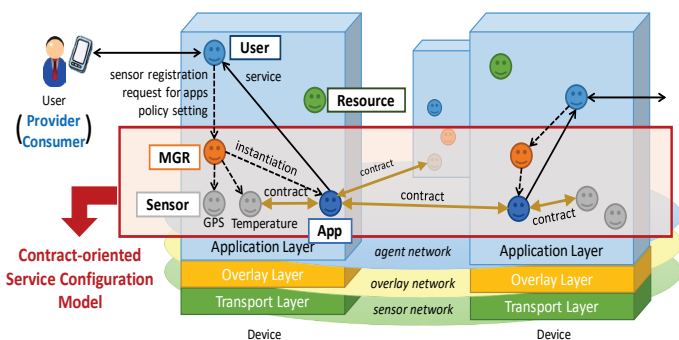 User
sensor registration
request for apps
policy setting
service
User
(Provider
Consumer)
Resource
MGR
instantiation
contract
contract
Sensor
contract
contract
GPS
Temperature
App
Contract-oriented
Service Configuration
Model
Application Layer
agent network
Application Layer
Overlay Layer
overlay network
Overlay Layer
Transport Layer
sensor network
Transport Layer
Device
Device